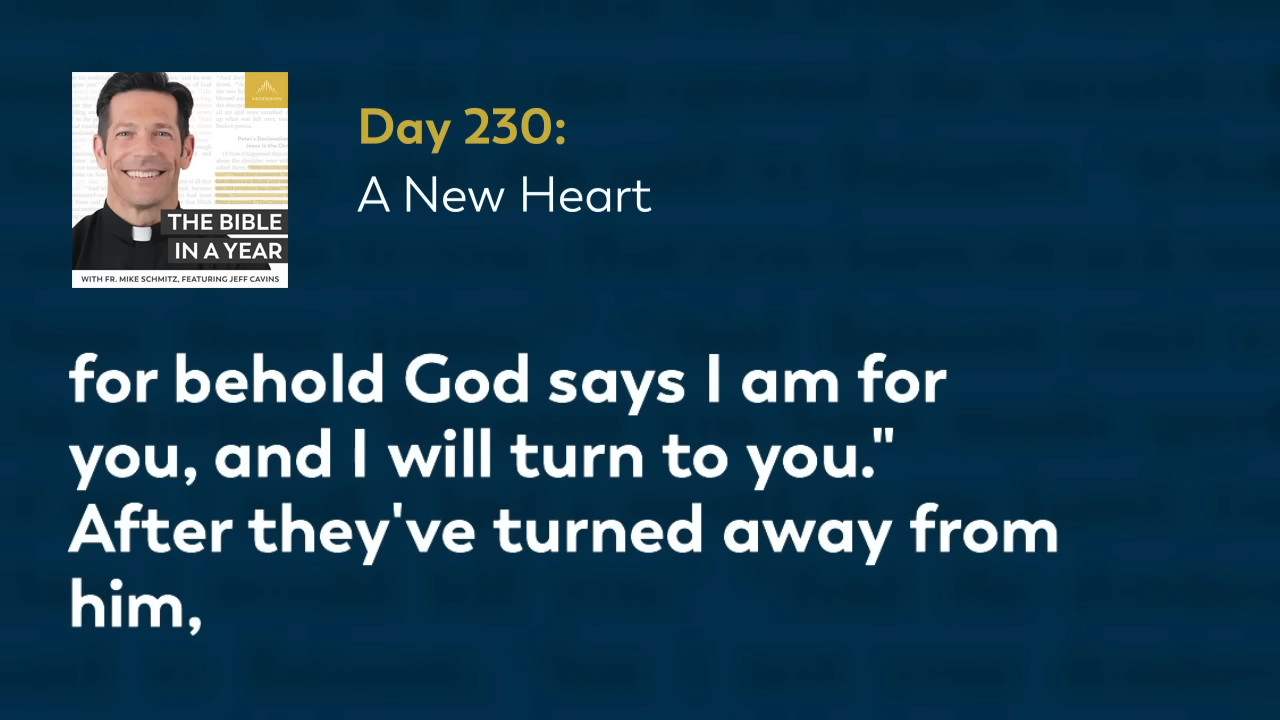 Day 230:
A New Heart
ASCENSION
THE BIBLE
IN A YEAR
WITH FR. MIKE SCHMITZ, FEATURING JEFF CAVINS
for behold God says I am for
you, and I will turn to you."
After they've turned away from
him,